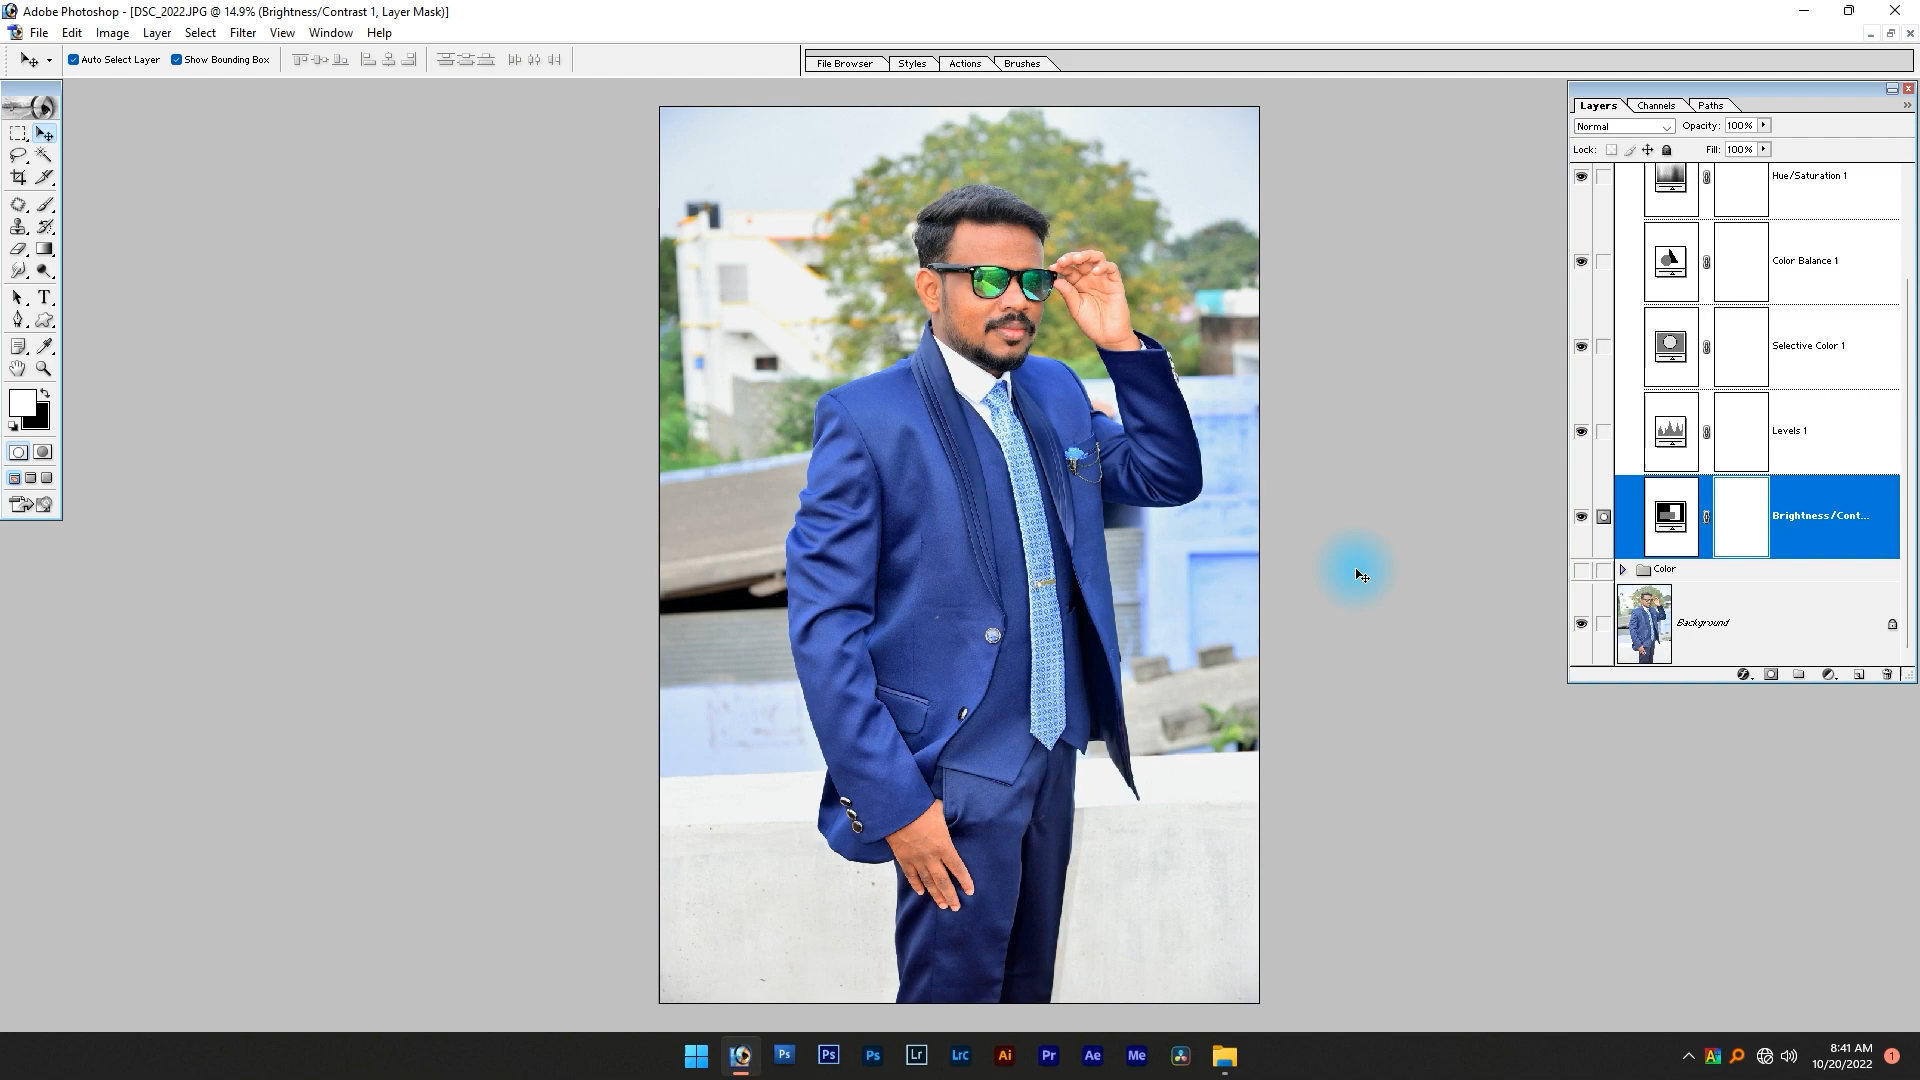 Adobe Photoshop - [DSC_2022.JPG @ 14.9% (Brightness/Contrast 1, Layer Mask)]
File Edit Image Layer Select Filter View Window Help
Auto Select Layer Show Bounding Box File Browser Styles Actions Brushes
Layers Channels Paths
Normal Opacity: 100%
Lock: Fill: 100%
Hue/Saturation 1
Color Balance 1
Selective Color 1
Levels 1
Brightness/Cont...
Color
Background
T
Ps Ps Ps Lr LrC Ai Pr Ae Me
8:41 AM
10/20/2022
1